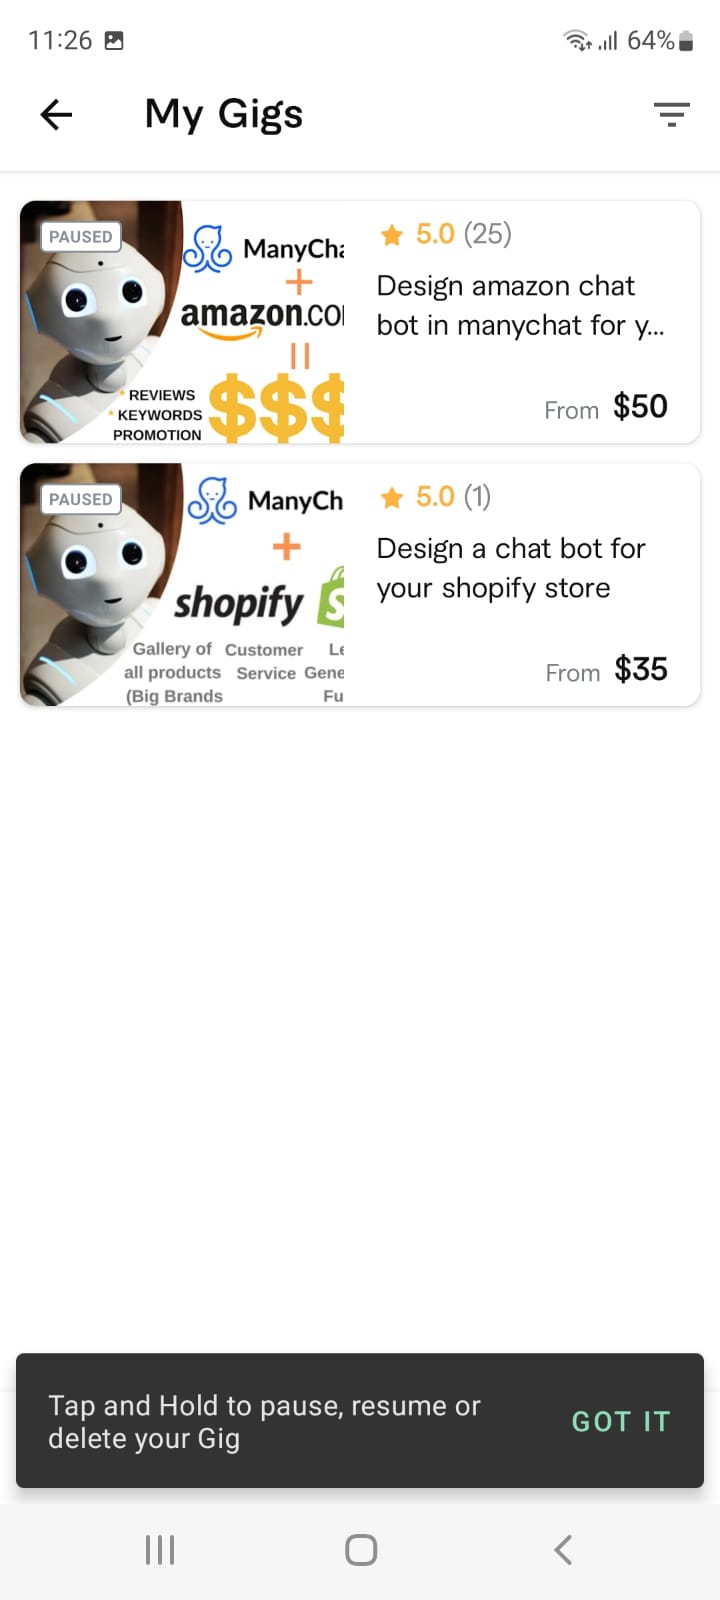 11:26
64%
My Gigs
PAUSED
ManyCha
+
amazon.co
||
REVIEWS
KEYWORDS
PROMOTION
$$$
5.0 (25)
Design amazon chat
bot in manychat for y...
From $50
PAUSED
ManyCh
+
shopify
Gallery of
all products
(Big Brands
Customer
Service
Le
Gene
Fu
5.0 (1)
Design a chat bot for
your shopify store
From $35
Tap and Hold to pause, resume or
delete your Gig
GOT IT